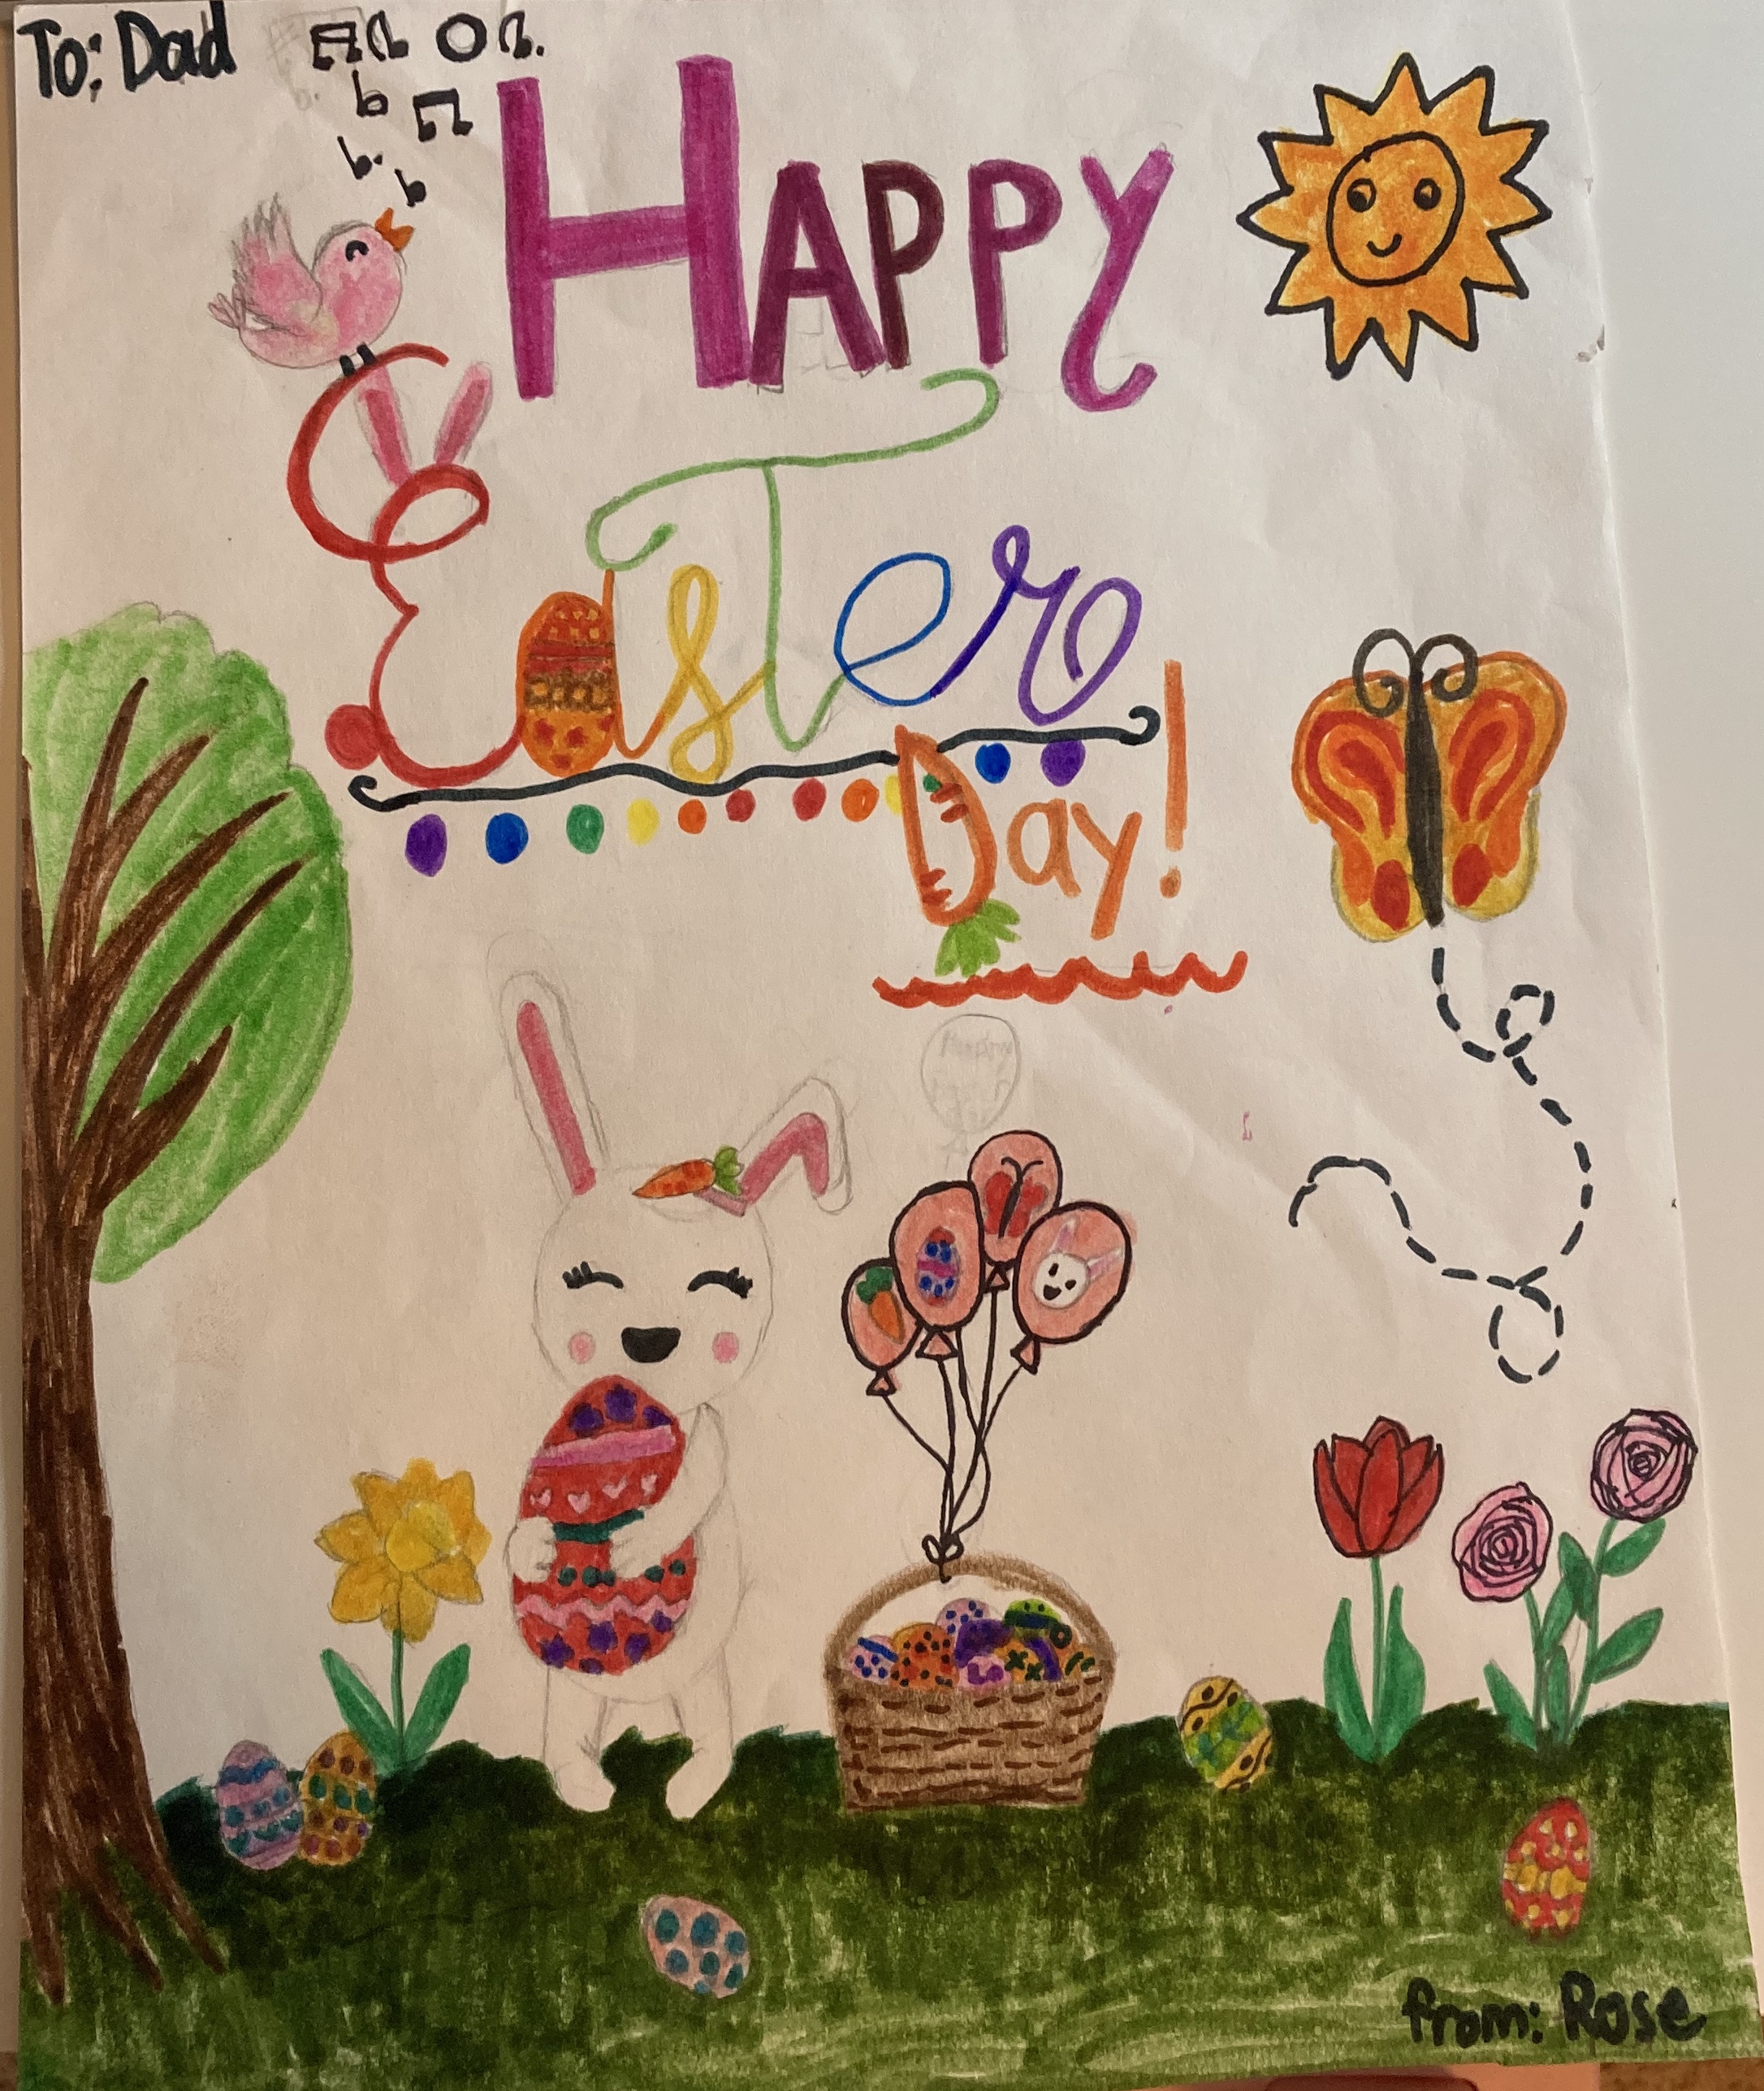 To: Dad
HAPPY
EasTer
Day!
from: Rose